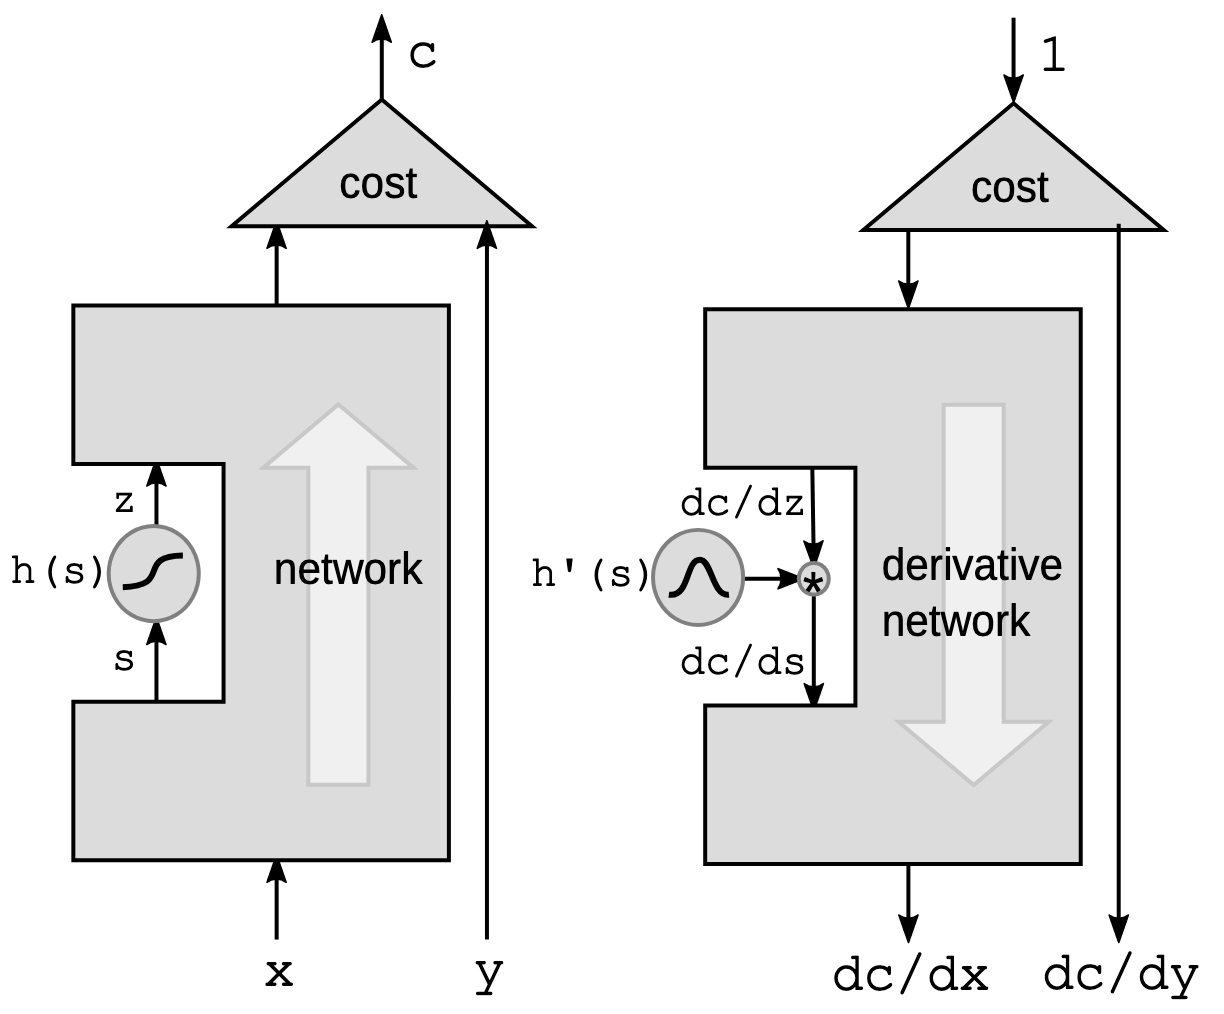 c
cost
z
h(s)
network
s
x
y
1
cost
dc/dz
h'(s)
*
derivative
network
dc/ds
dc/dx
dc/dy